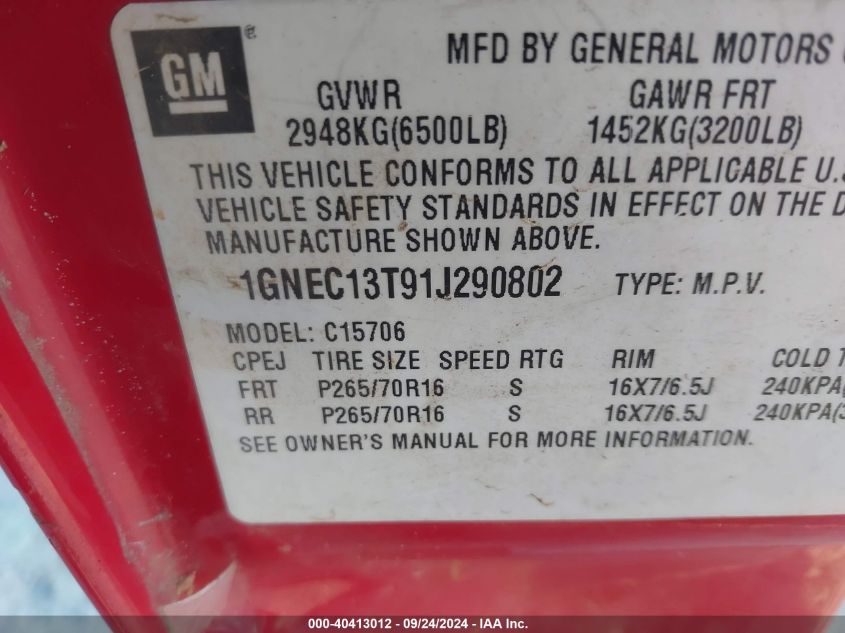 GM
MFD BY GENERAL MOTORS
GVWR GAWR FRT
2948KG(6500LB) 1452KG(3200LB)
THIS VEHICLE CONFORMS TO ALL APPLICABLE U.S
VEHICLE SAFETY STANDARDS IN EFFECT ON THE D
MANUFACTURE SHOWN ABOVE.
1GNEC13T91J290802 TYPE: M.P.V.
MODEL: C15706
CPEJ TIRE SIZE SPEED RTG RIM COLD T
FRT P265/70R16 S 16X7/6.5J 240KPA(
RR P265/70R16 S 16X7/6.5J 240KPA(3
SEE OWNER'S MANUAL FOR MORE INFORMATION.
000-40413012 - 09/24/2024 - IAA Inc.